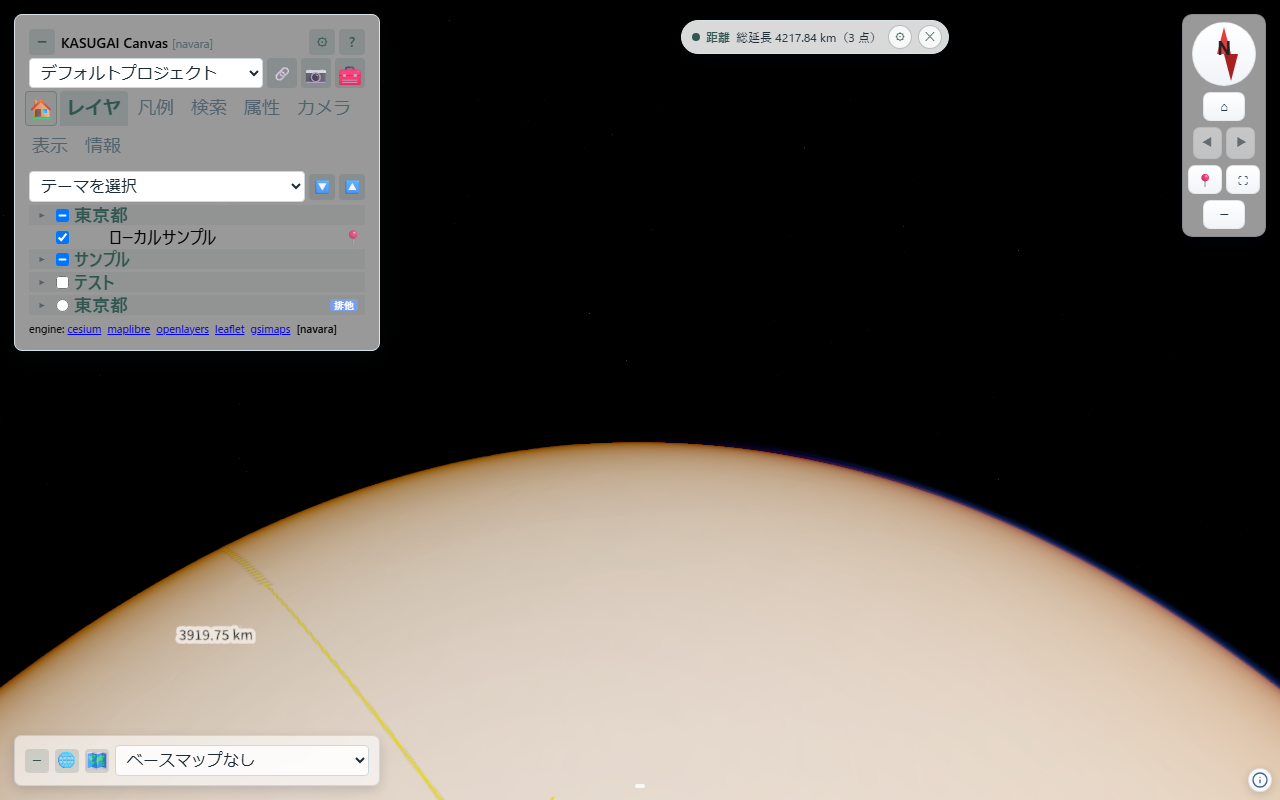 KASUGAI Canvas [navara]
?
デフォルトプロジェクト
レイヤ 凡例 検索 属性 カメラ
表示 情報
テーマを選択
東京都
ローカルサンプル
サンプル
テスト
東京都 排他
engine: cesium maplibre openlayers leaflet gsimaps [navara]
距離 総延長 4217.84 km（3 点）
N
3919.75 km
ベースマップなし